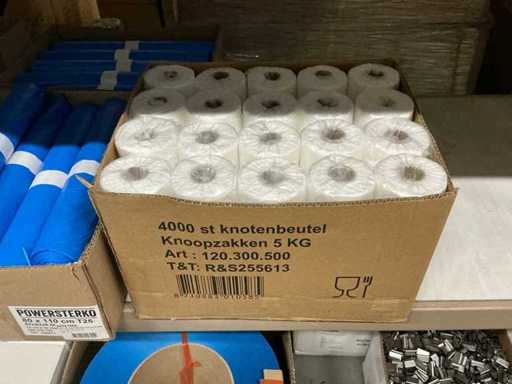 4000 st knotenbeutel
Knoopzakken 5 KG
Art : 120.300.500
T&T: R&S255613
POWERSTERKO
80 x 110 cm T25